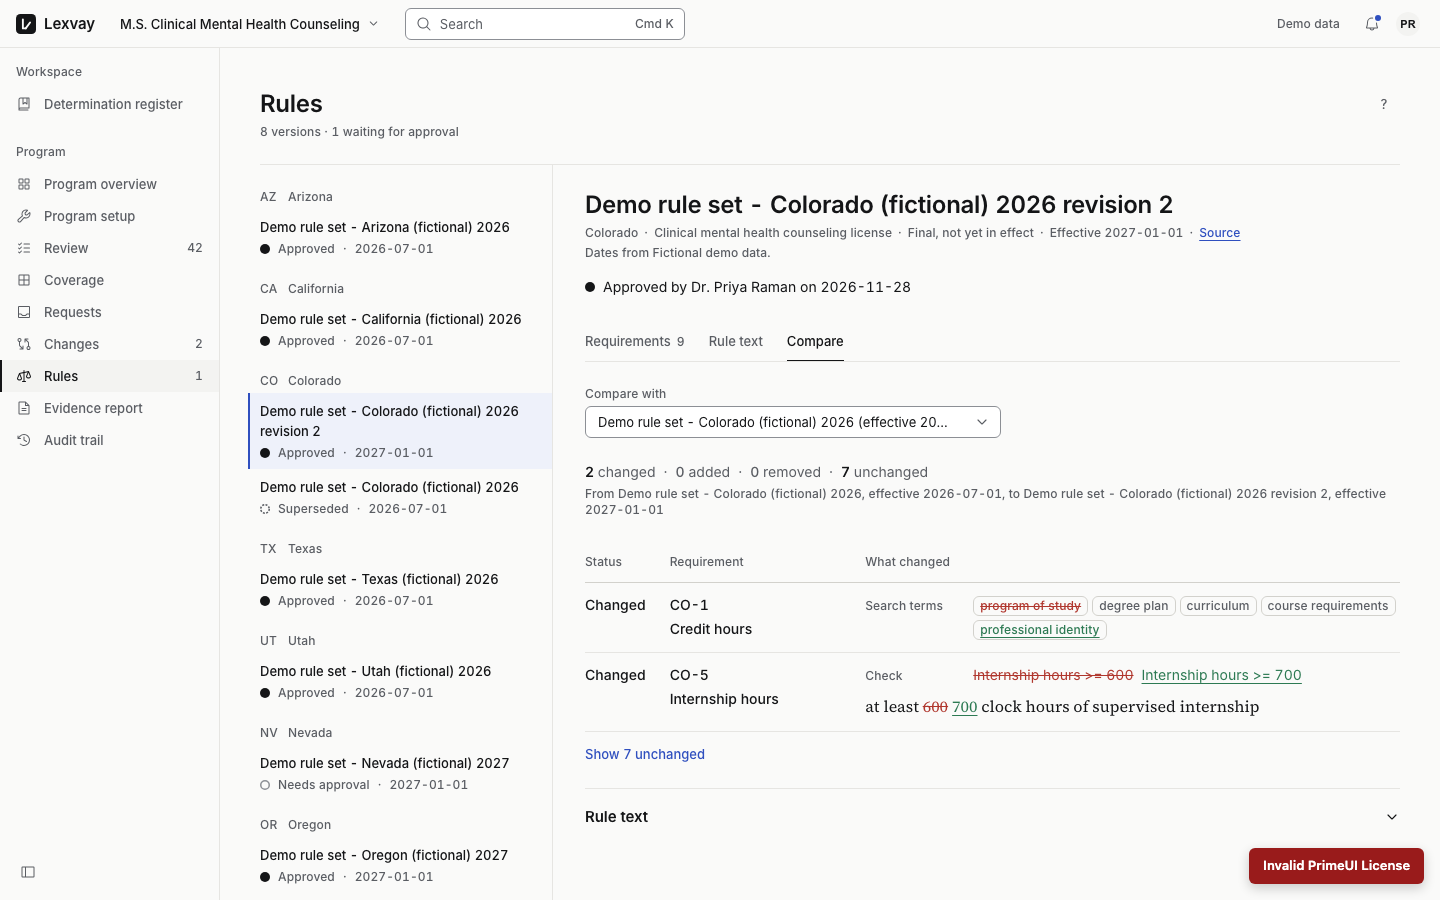 Lexvay
M.S. Clinical Mental Health Counseling
Search
Cmd K
Demo data
PR
Workspace
Determination register
Program
Program overview
Program setup
Review 42
Coverage
Requests
Changes 2
Rules 1
Evidence report
Audit trail
Rules
?
8 versions · 1 waiting for approval
AZ Arizona
Demo rule set - Arizona (fictional) 2026
Approved · 2026-07-01
CA California
Demo rule set - California (fictional) 2026
Approved · 2026-07-01
CO Colorado
Demo rule set - Colorado (fictional) 2026
revision 2
Approved · 2027-01-01
Demo rule set - Colorado (fictional) 2026
Superseded · 2026-07-01
TX Texas
Demo rule set - Texas (fictional) 2026
Approved · 2026-07-01
UT Utah
Demo rule set - Utah (fictional) 2026
Approved · 2026-07-01
NV Nevada
Demo rule set - Nevada (fictional) 2027
Needs approval · 2027-01-01
OR Oregon
Demo rule set - Oregon (fictional) 2027
Approved · 2027-01-01
Demo rule set - Colorado (fictional) 2026 revision 2
Colorado · Clinical mental health counseling license · Final, not yet in effect · Effective 2027-01-01 · Source
Dates from Fictional demo data.
Approved by Dr. Priya Raman on 2026-11-28
Requirements 9 Rule text Compare
Compare with
Demo rule set - Colorado (fictional) 2026 (effective 20...
2 changed · 0 added · 0 removed · 7 unchanged
From Demo rule set - Colorado (fictional) 2026, effective 2026-07-01, to Demo rule set - Colorado (fictional) 2026 revision 2, effective
2027-01-01
Status Requirement What changed
Changed CO-1 Search terms program of study degree plan curriculum course requirements
Credit hours professional identity
Changed CO-5 Check Internship hours >= 600 Internship hours >= 700
Internship hours
at least 600 700 clock hours of supervised internship
Show 7 unchanged
Rule text
Invalid PrimeUI License